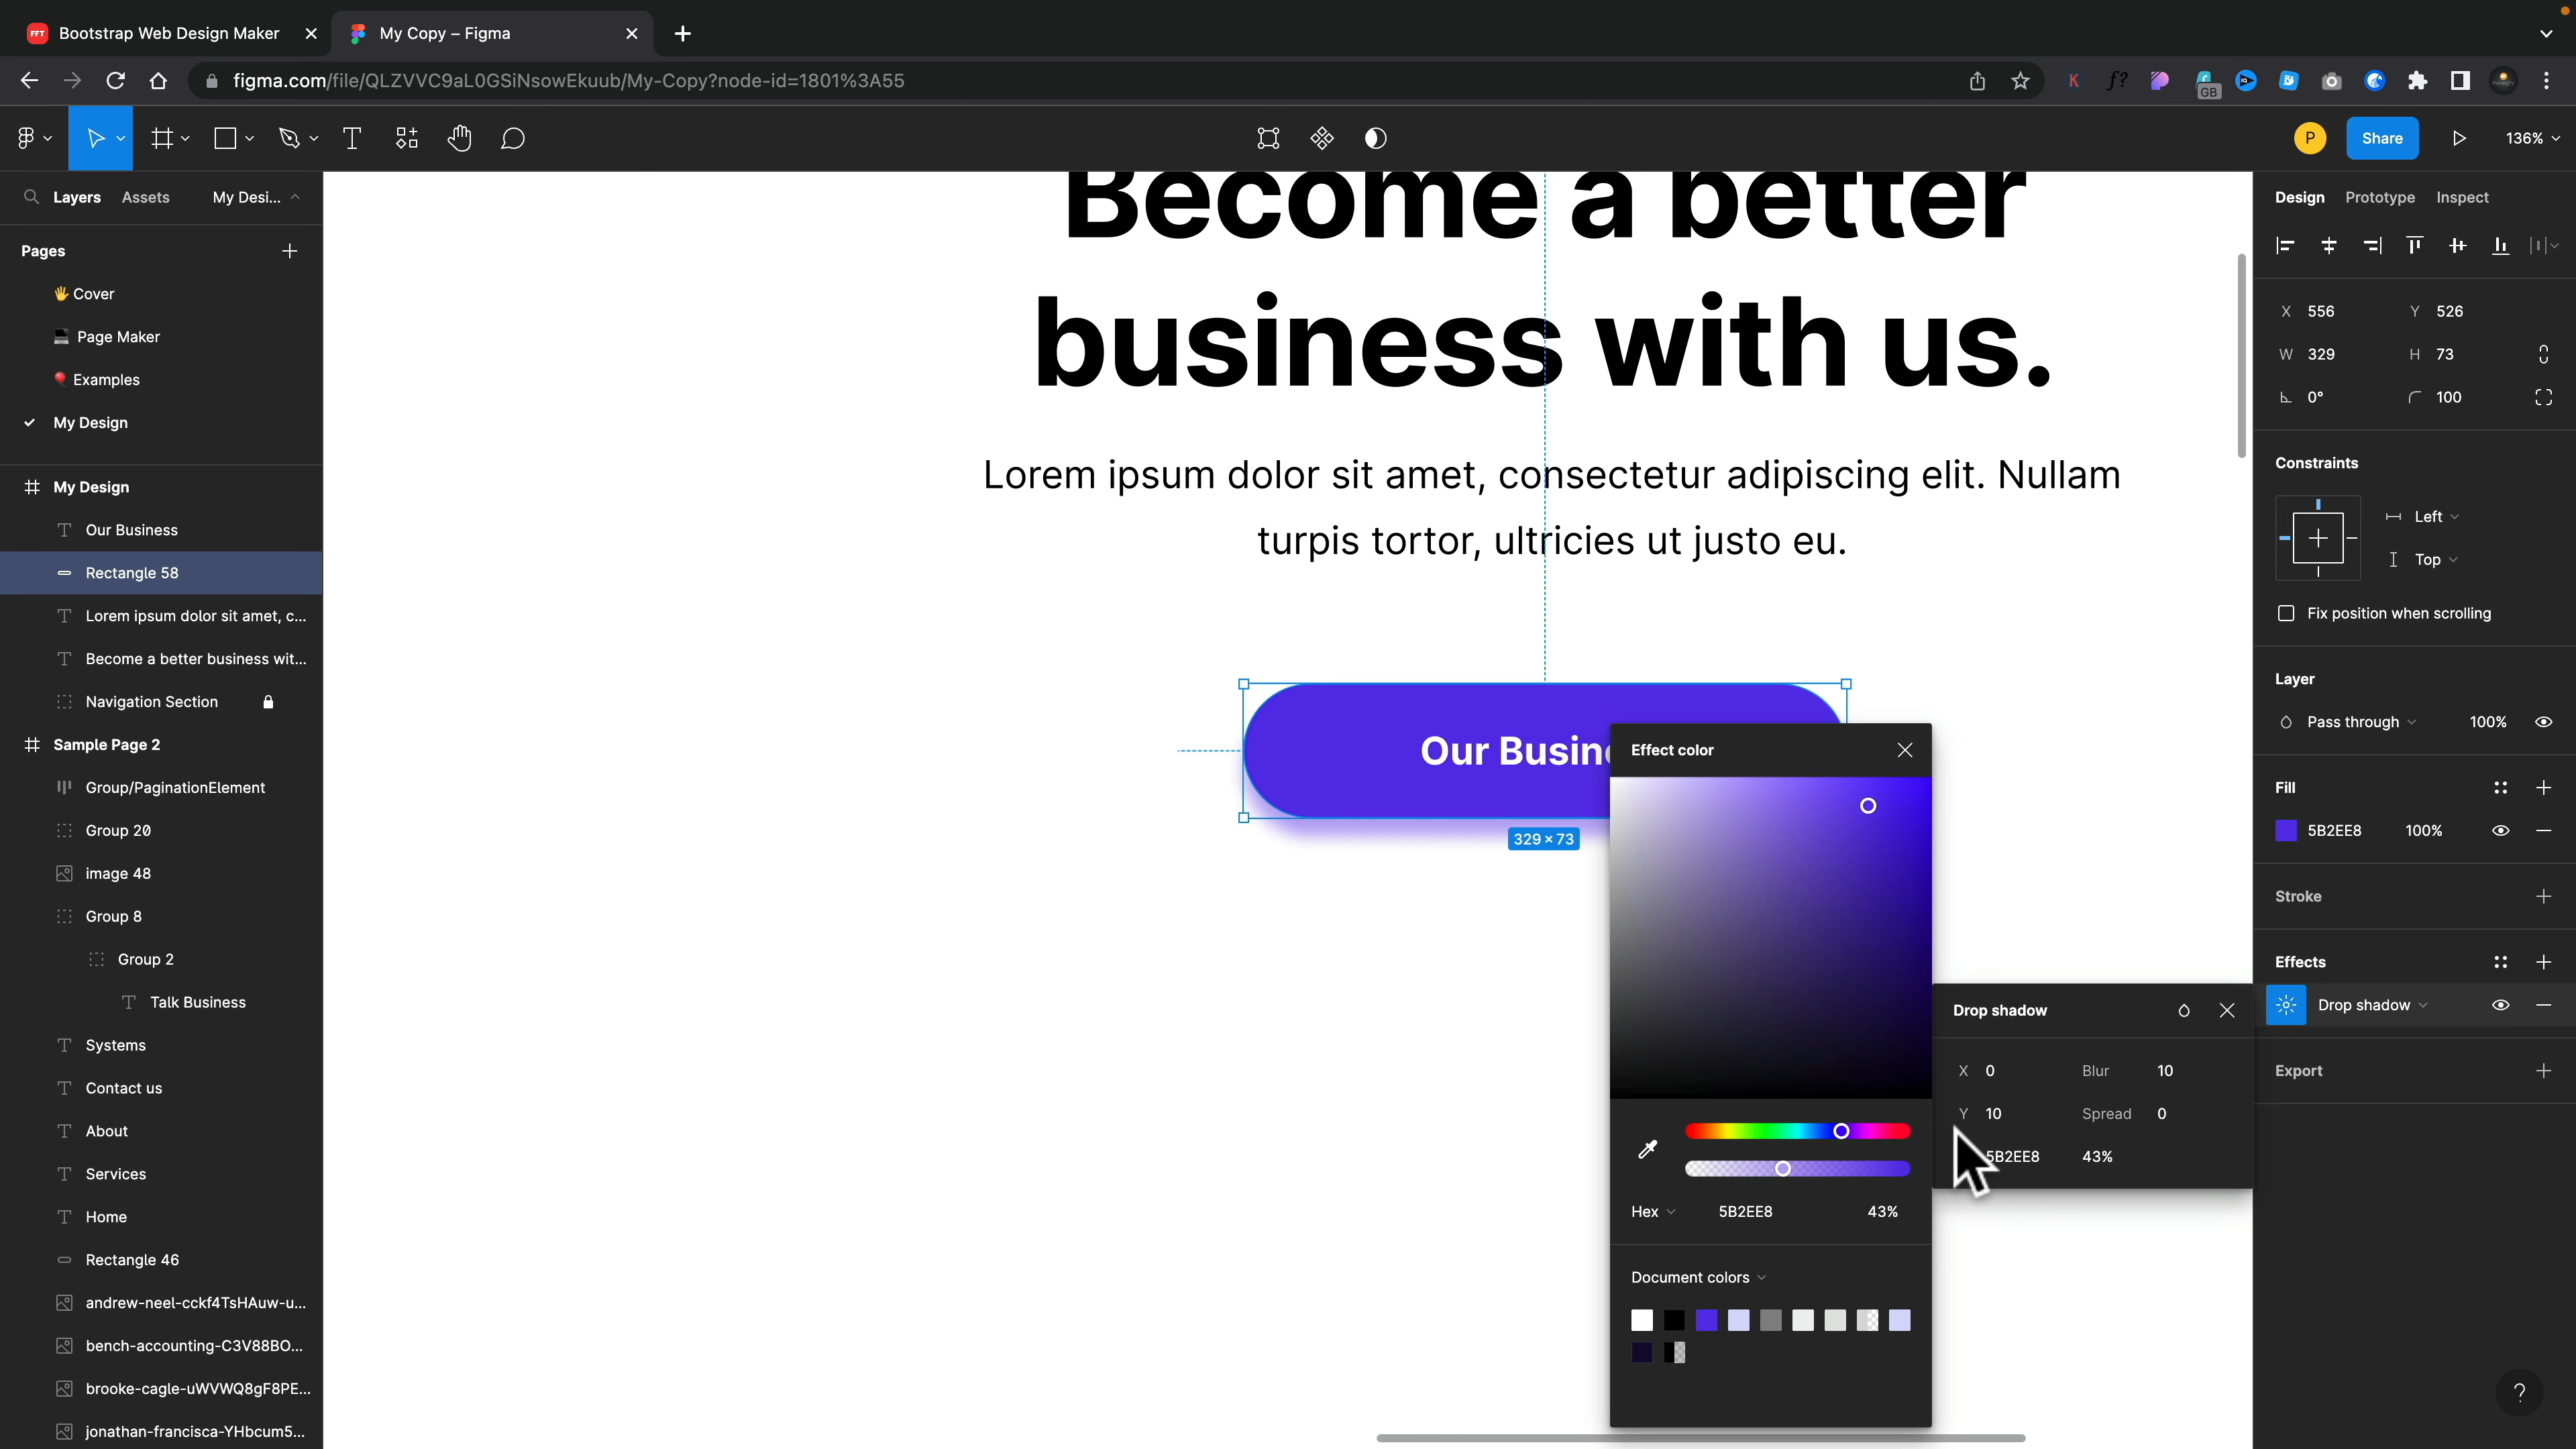 FFT Bootstrap Web Design Maker
My Copy – Figma
figma.com/file/QLZVVC9aL0GSiNsowEkuub/My-Copy?node-id=1801%3A55
K
f?
GB
P
Share
136%
Layers
Assets
My Desi...
Pages
Cover
Page Maker
Examples
My Design
My Design
Our Business
Rectangle 58
Lorem ipsum dolor sit amet, c...
Become a better business wit...
Navigation Section
Sample Page 2
Group/PaginationElement
Group 20
image 48
Group 8
Group 2
Talk Business
Systems
Contact us
About
Services
Home
Rectangle 46
andrew-neel-cckf4TsHAuw-u...
bench-accounting-C3V88BO...
brooke-cagle-uWVWQ8gF8PE...
jonathan-francisca-YHbcum5...
Become a better
business with us.
Lorem ipsum dolor sit amet, consectetur adipiscing elit. Nullam
turpis tortor, ultricies ut justo eu.
Our Busine
329 × 73
Effect color
Hex 5B2EE8 43%
Document colors
Drop shadow
X 0 Blur 10
Y 10 Spread 0
5B2EE8 43%
Design Prototype Inspect
X 556 Y 526
W 329 H 73
0° 100
Constraints
Left
Top
Fix position when scrolling
Layer
Pass through 100%
Fill
5B2EE8 100%
Stroke
Effects
Drop shadow
Export
?